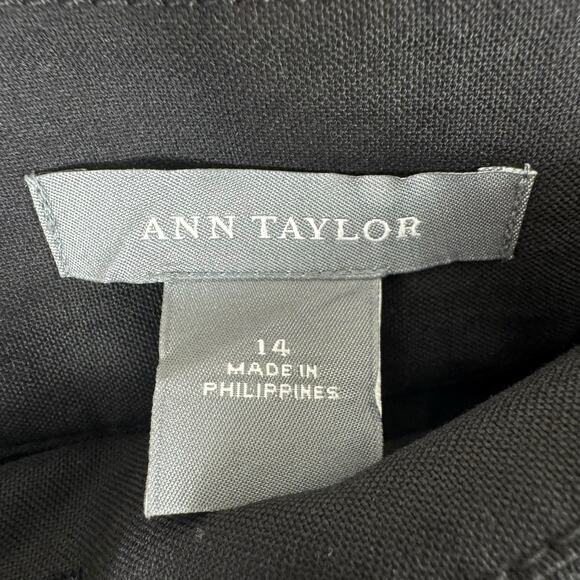 ANN TAYLOR
14
MADE IN
PHILIPPINES